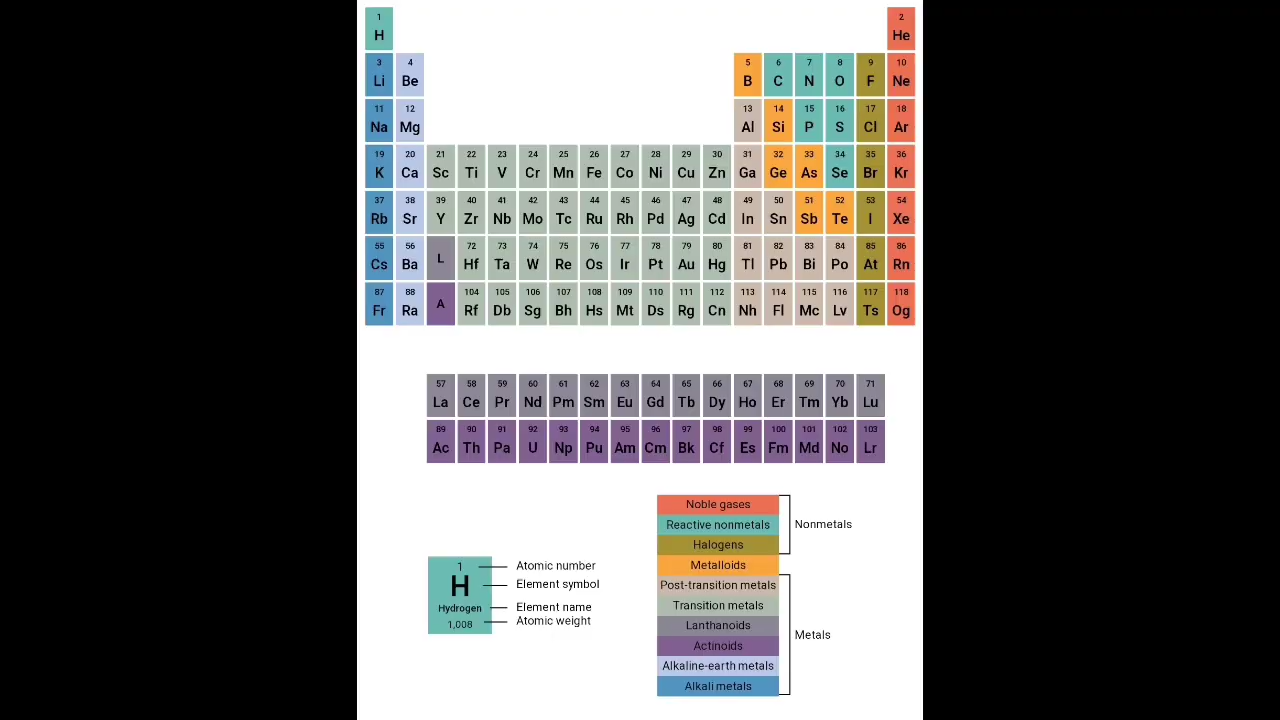 1 2
H He
3 4 5 6 7 8 9 10
Li Be B C N O F Ne
11 12 13 14 15 16 17 18
Na Mg Al Si P S Cl Ar
19 20 21 22 23 24 25 26 27 28 29 30 31 32 33 34 35 36
K Ca Sc Ti V Cr Mn Fe Co Ni Cu Zn Ga Ge As Se Br Kr
37 38 39 40 41 42 43 44 45 46 47 48 49 50 51 52 53 54
Rb Sr Y Zr Nb Mo Tc Ru Rh Pd Ag Cd In Sn Sb Te I Xe
55 56 72 73 74 75 76 77 78 79 80 81 82 83 84 85 86
Cs Ba L Hf Ta W Re Os Ir Pt Au Hg Tl Pb Bi Po At Rn
87 88 104 105 106 107 108 109 110 111 112 113 114 115 116 117 118
Fr Ra A Rf Db Sg Bh Hs Mt Ds Rg Cn Nh Fl Mc Lv Ts Og
57 58 59 60 61 62 63 64 65 66 67 68 69 70 71
La Ce Pr Nd Pm Sm Eu Gd Tb Dy Ho Er Tm Yb Lu
89 90 91 92 93 94 95 96 97 98 99 100 101 102 103
Ac Th Pa U Np Pu Am Cm Bk Cf Es Fm Md No Lr
1 Atomic number
H Element symbol
Hydrogen Element name
1,008 Atomic weight
Noble gases
Reactive nonmetals
Nonmetals
Halogens
Metalloids
Post-transition metals
Transition metals
Lanthanoids
Metals
Actinoids
Alkaline-earth metals
Alkali metals